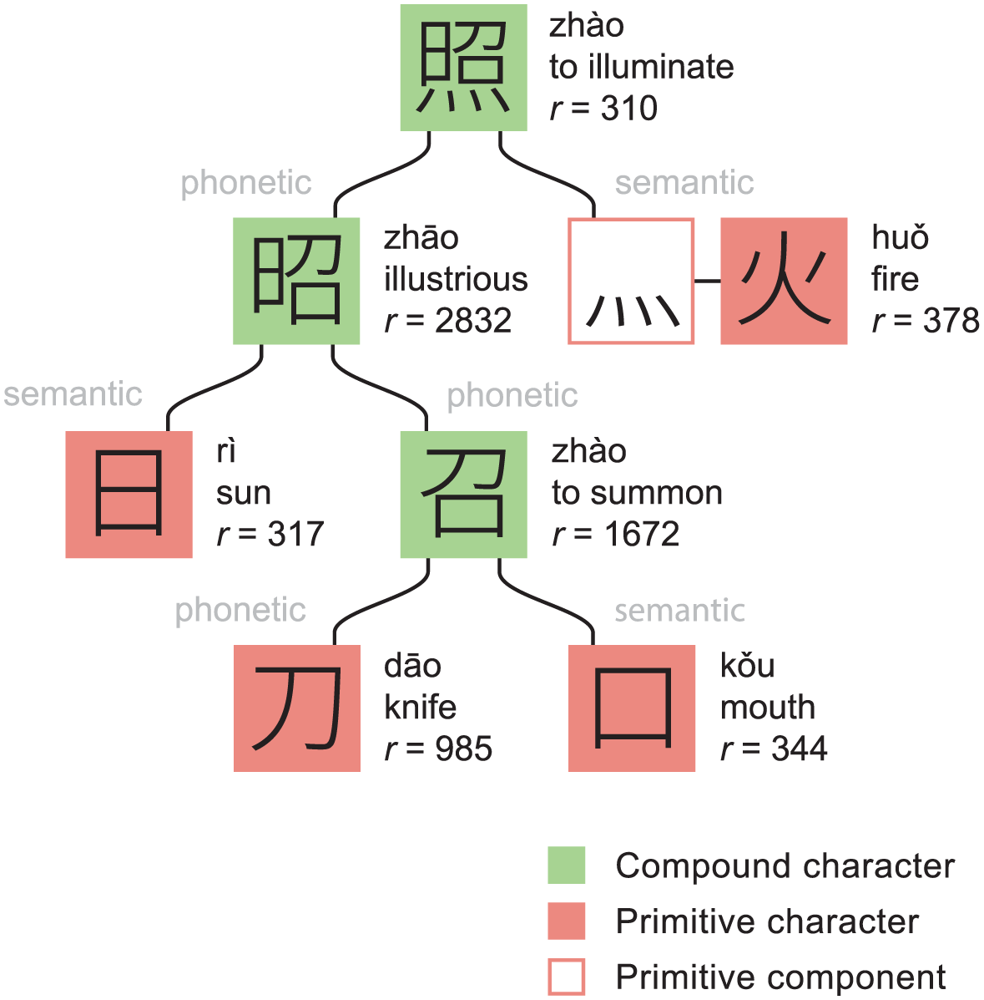 照
zhào
to illuminate
r = 310
phonetic
semantic
昭
zhāo
illustrious
r = 2832
灬
火
huǒ
fire
r = 378
semantic
phonetic
日
rì
sun
r = 317
召
zhào
to summon
r = 1672
phonetic
semantic
刀
dāo
knife
r = 985
口
kǒu
mouth
r = 344
Compound character
Primitive character
Primitive component